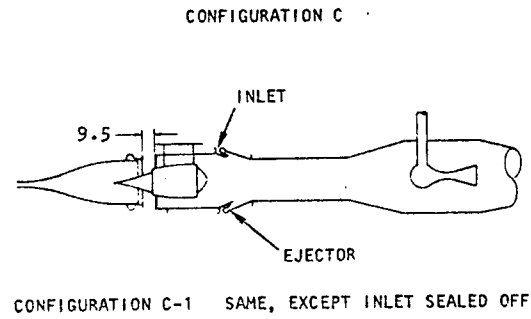 CONFIGURATION C
INLET
9.5
EJECTOR
CONFIGURATION C-1 SAME, EXCEPT INLET SEALED OFF